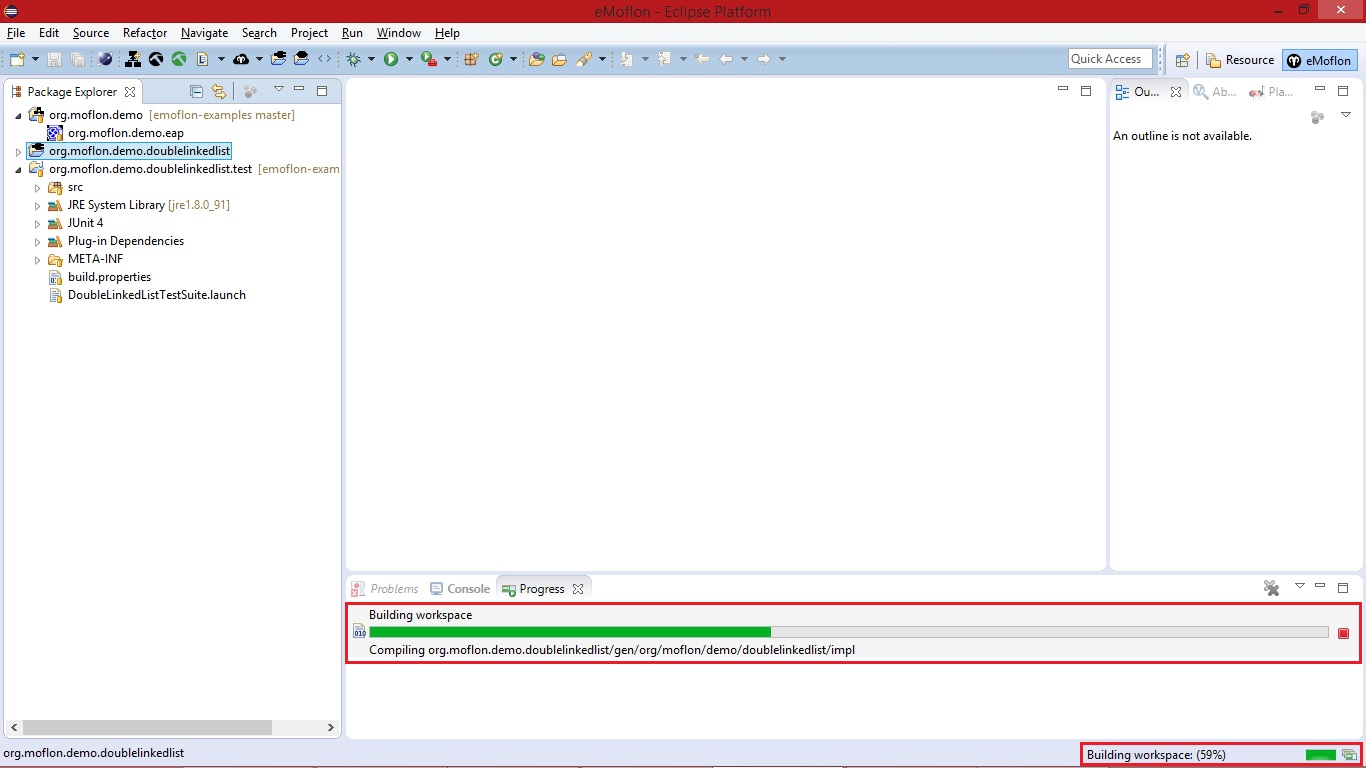 eMoflon - Eclipse Platform
File Edit Source Refactor Navigate Search Project Run Window Help
Quick Access
Resource
eMoflon
Package Explorer
org.moflon.demo [emoflon-examples master]
org.moflon.demo.eap
org.moflon.demo.doublelinkedlist
org.moflon.demo.doublelinkedlist.test [emoflon-exam
src
JRE System Library [jre1.8.0_91]
JUnit 4
Plug-in Dependencies
META-INF
build.properties
DoubleLinkedListTestSuite.launch
Ou... Ab... Pla...
An outline is not available.
Problems Console Progress
Building workspace
010
Compiling org.moflon.demo.doublelinkedlist/gen/org/moflon/demo/doublelinkedlist/impl
org.moflon.demo.doublelinkedlist
Building workspace: (59%)